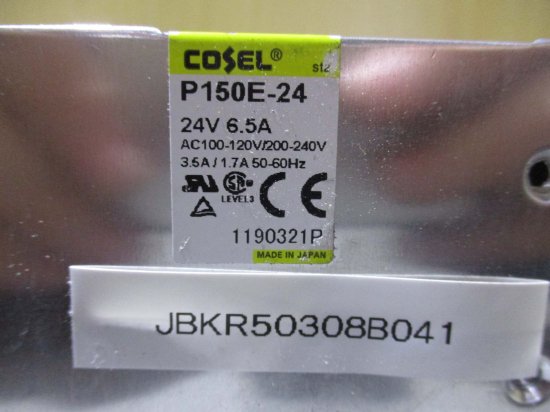 COSEL®
sta
P150E-24
24V 6.5A
AC100-120V/200-240V
3.5A / 1.7A 50-60Hz
LEVEL3
1190321P
MADE IN JAPAN
JBKR50308B041